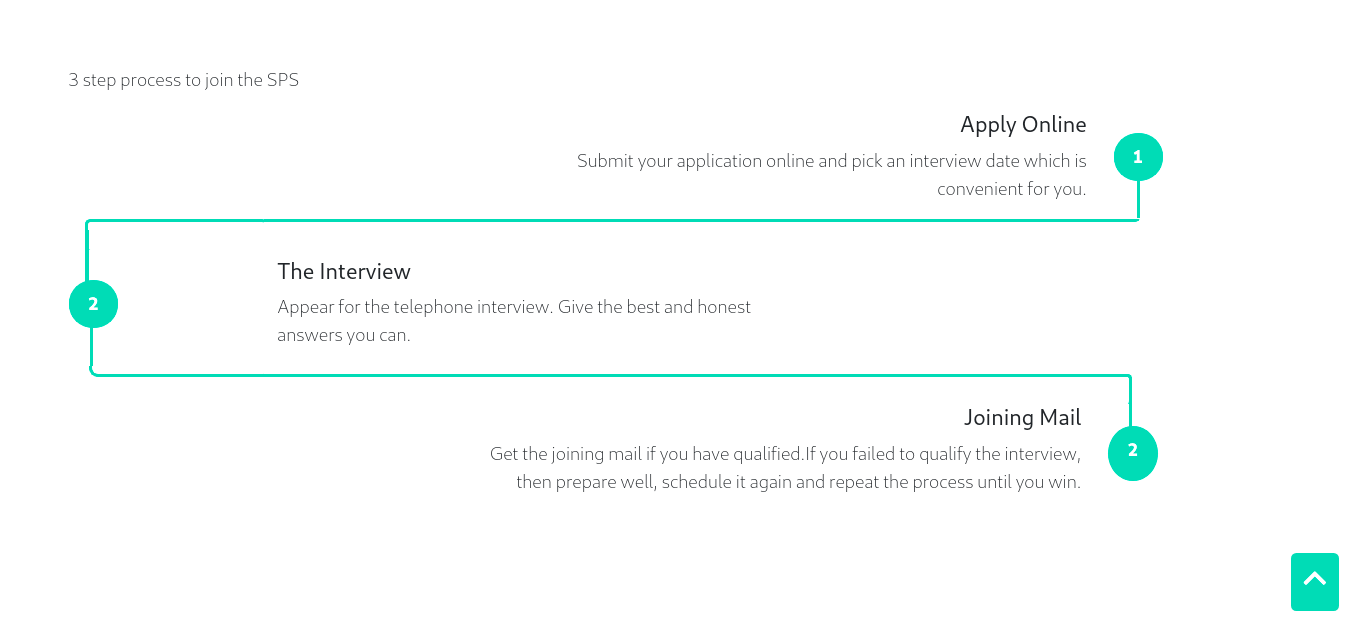 3 step process to join the SPS
Apply Online
1
Submit your application online and pick an interview date which is
convenient for you.
The Interview
2
Appear for the telephone interview. Give the best and honest
answers you can.
Joining Mail
2
Get the joining mail if you have qualified.If you failed to qualify the interview,
then prepare well, schedule it again and repeat the process until you win.